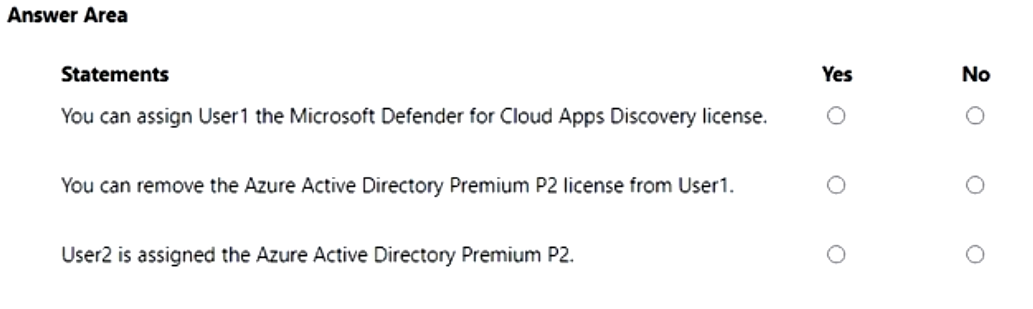 Answer Area
Statements Yes No
You can assign User1 the Microsoft Defender for Cloud Apps Discovery license.
You can remove the Azure Active Directory Premium P2 license from User1.
User2 is assigned the Azure Active Directory Premium P2.